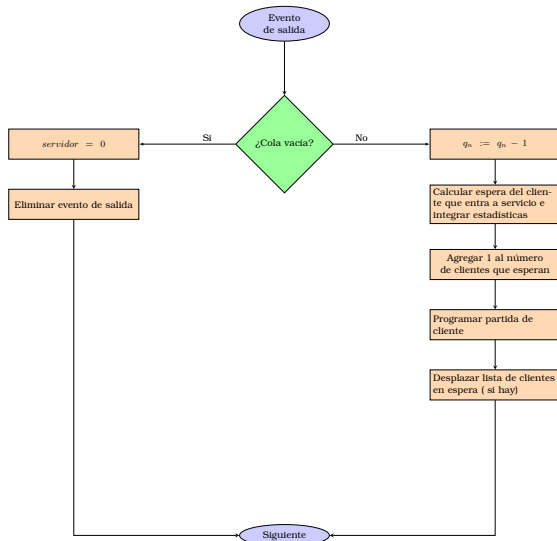 Evento
de salida
¿Cola vacía?
Si
No
servidor = 0
Eliminar evento de salida
qₙ := qₙ − 1
Calcular espera del clien-
te que entra a servicio e
integrar estadísticas
Agregar 1 al número
de clientes que esperan
Programar partida de
cliente
Desplazar lista de clientes
en espera ( si hay)
Siguiente